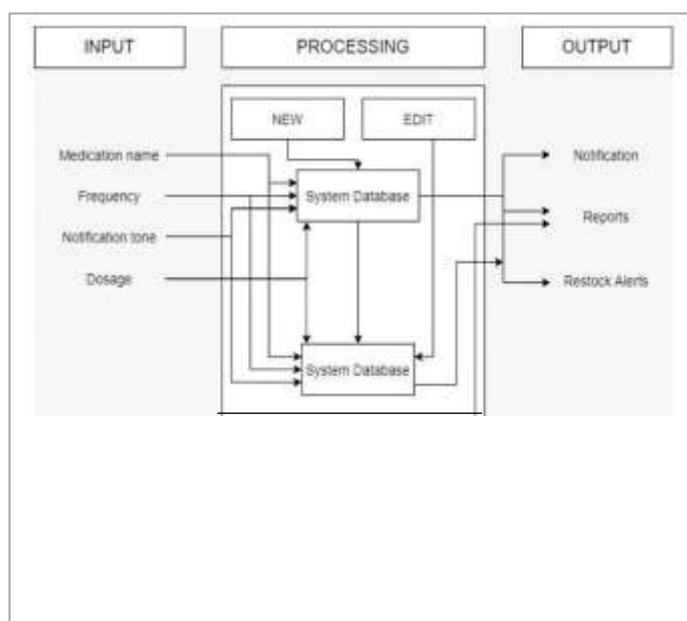 INPUT
PROCESSING
OUTPUT
NEW
EDIT
Medication name
Frequency
Notification tone
Dosage
System Database
System Database
Notification
Reports
Restock Alerts